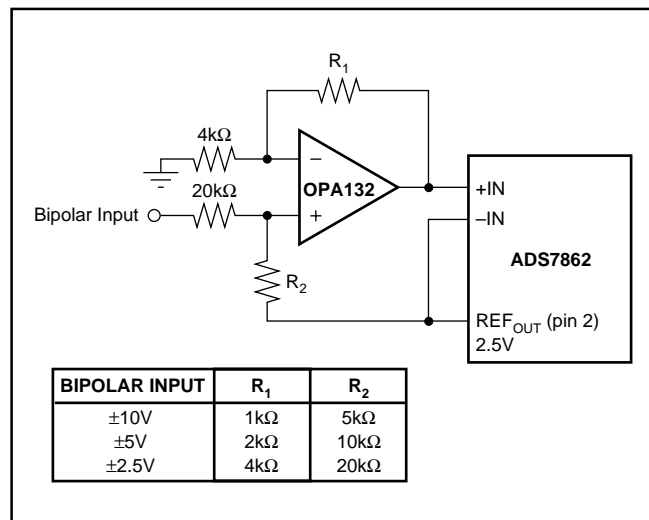 R1
4kΩ
20kΩ
OPA132
Bipolar Input
R2
–
+
+IN
–IN
ADS7862
REFOUT (pin 2)
2.5V
BIPOLAR INPUT R1 R2
±10V 1kΩ 5kΩ
±5V 2kΩ 10kΩ
±2.5V 4kΩ 20kΩ